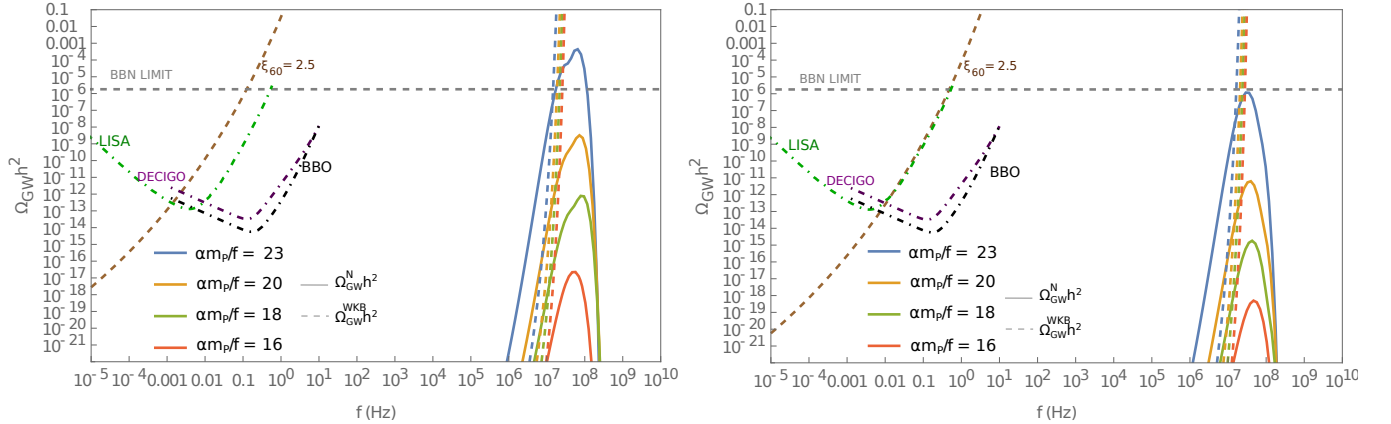 0.1
0.01
0.001
10⁻⁴
10⁻⁵
10⁻⁶
10⁻⁷
10⁻⁸
10⁻⁹
10⁻¹⁰
10⁻¹¹
10⁻¹²
10⁻¹³
10⁻¹⁴
10⁻¹⁵
10⁻¹⁶
10⁻¹⁷
10⁻¹⁸
10⁻¹⁹
10⁻²⁰
10⁻²¹
Ω_GW h²
BBN LIMIT
ξ₆₀ = 2.5
LISA
DECIGO
BBO
αm_P/f = 23
αm_P/f = 20
αm_P/f = 18
αm_P/f = 16
Ω^N_GW h²
Ω^WKB_GW h²
10⁻⁵ 10⁻⁴ 0.001 0.01 0.1 10⁰ 10¹ 10² 10³ 10⁴ 10⁵ 10⁶ 10⁷ 10⁸ 10⁹ 10¹⁰
f (Hz)
0.1
0.01
0.001
10⁻⁴
10⁻⁵
10⁻⁶
10⁻⁷
10⁻⁸
10⁻⁹
10⁻¹⁰
10⁻¹¹
10⁻¹²
10⁻¹³
10⁻¹⁴
10⁻¹⁵
10⁻¹⁶
10⁻¹⁷
10⁻¹⁸
10⁻¹⁹
10⁻²⁰
10⁻²¹
Ω_GW h²
BBN LIMIT
ξ₆₀ = 2.5
LISA
DECIGO
BBO
αm_P/f = 23
αm_P/f = 20
αm_P/f = 18
αm_P/f = 16
Ω^N_GW h²
Ω^WKB_GW h²
10⁻⁵ 10⁻⁴ 0.001 0.01 0.1 10⁰ 10¹ 10² 10³ 10⁴ 10⁵ 10⁶ 10⁷ 10⁸ 10⁹ 10¹⁰
f (Hz)